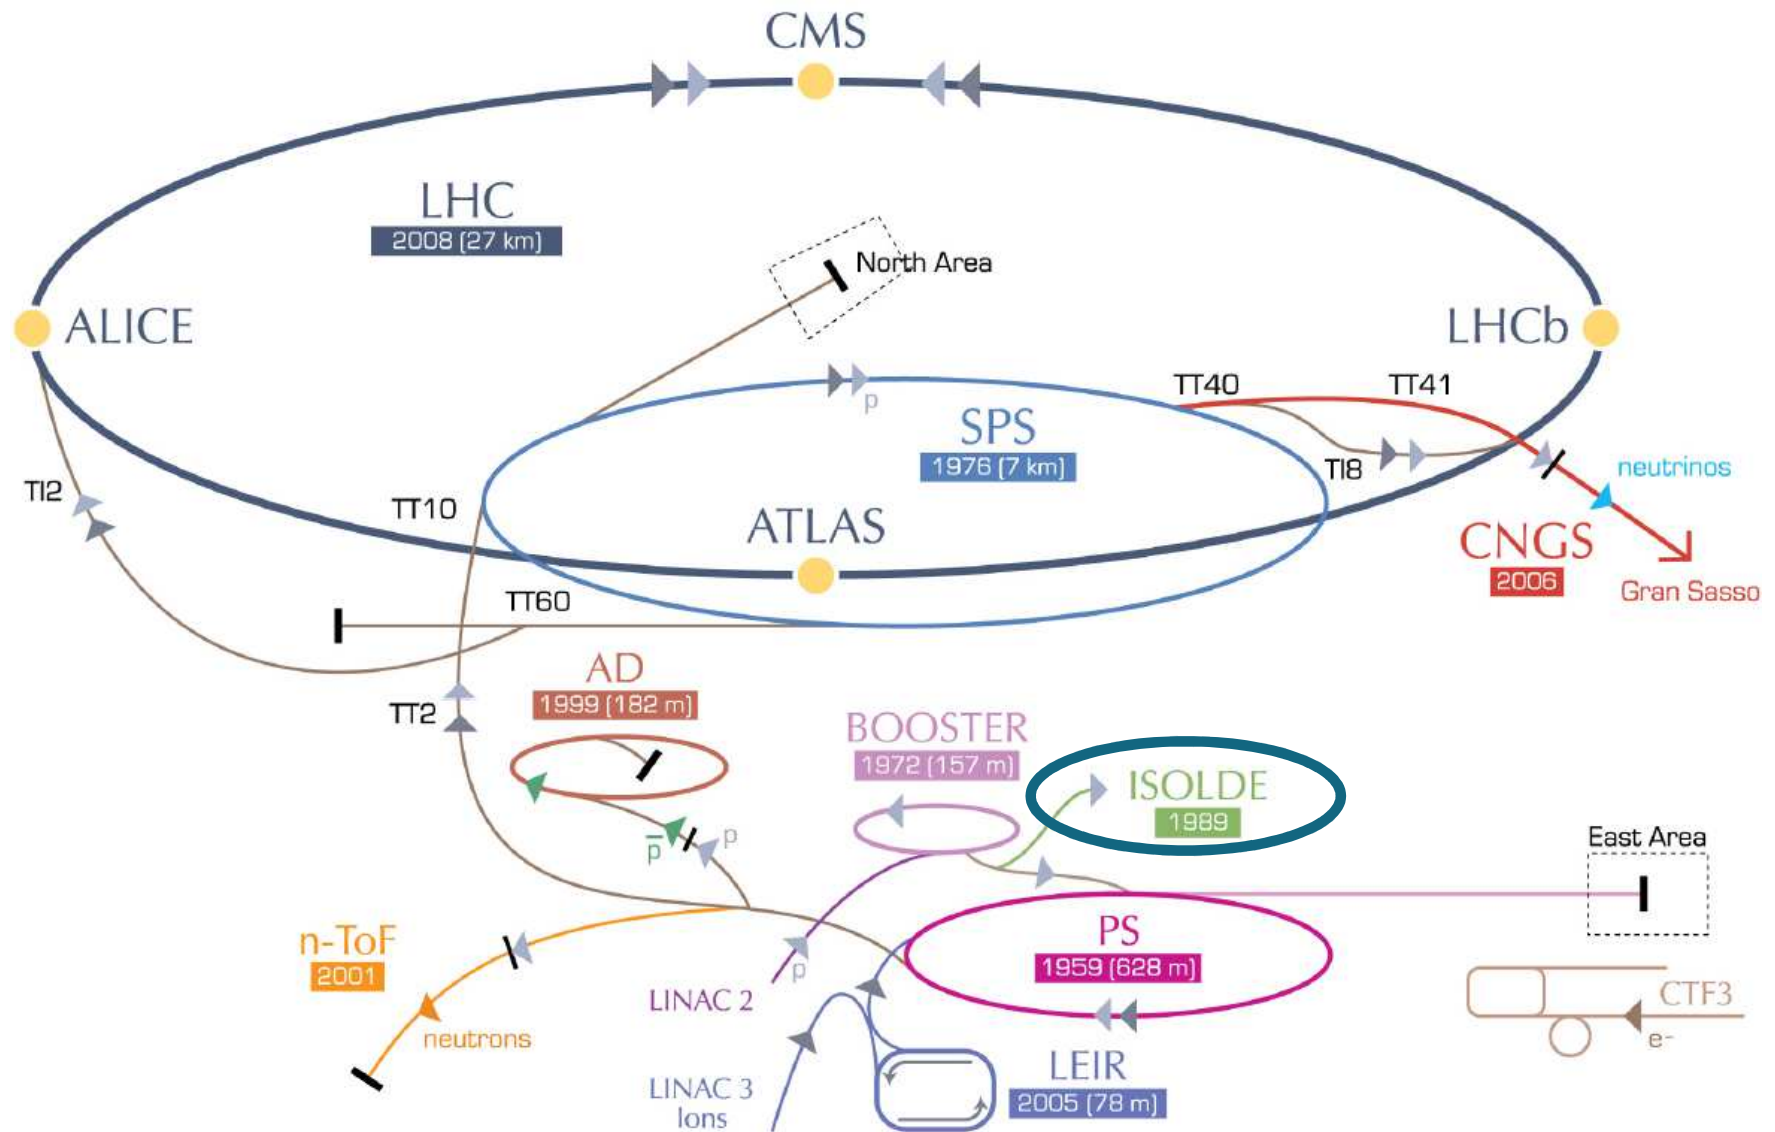 CMS
LHC
2008 (27 km)
North Area
ALICE
LHCb
TT40
TT41
p
SPS
1976 (7 km)
TI8
neutrinos
TI2
TT10
ATLAS
CNGS
2006
Gran Sasso
TT60
AD
1999 (182 m)
TT2
BOOSTER
1972 (157 m)
ISOLDE
1989
East Area
p
p̅
n-ToF
2001
PS
1959 (628 m)
p
LINAC 2
CTF3
e-
neutrons
LINAC 3
Ions
LEIR
2005 (78 m)